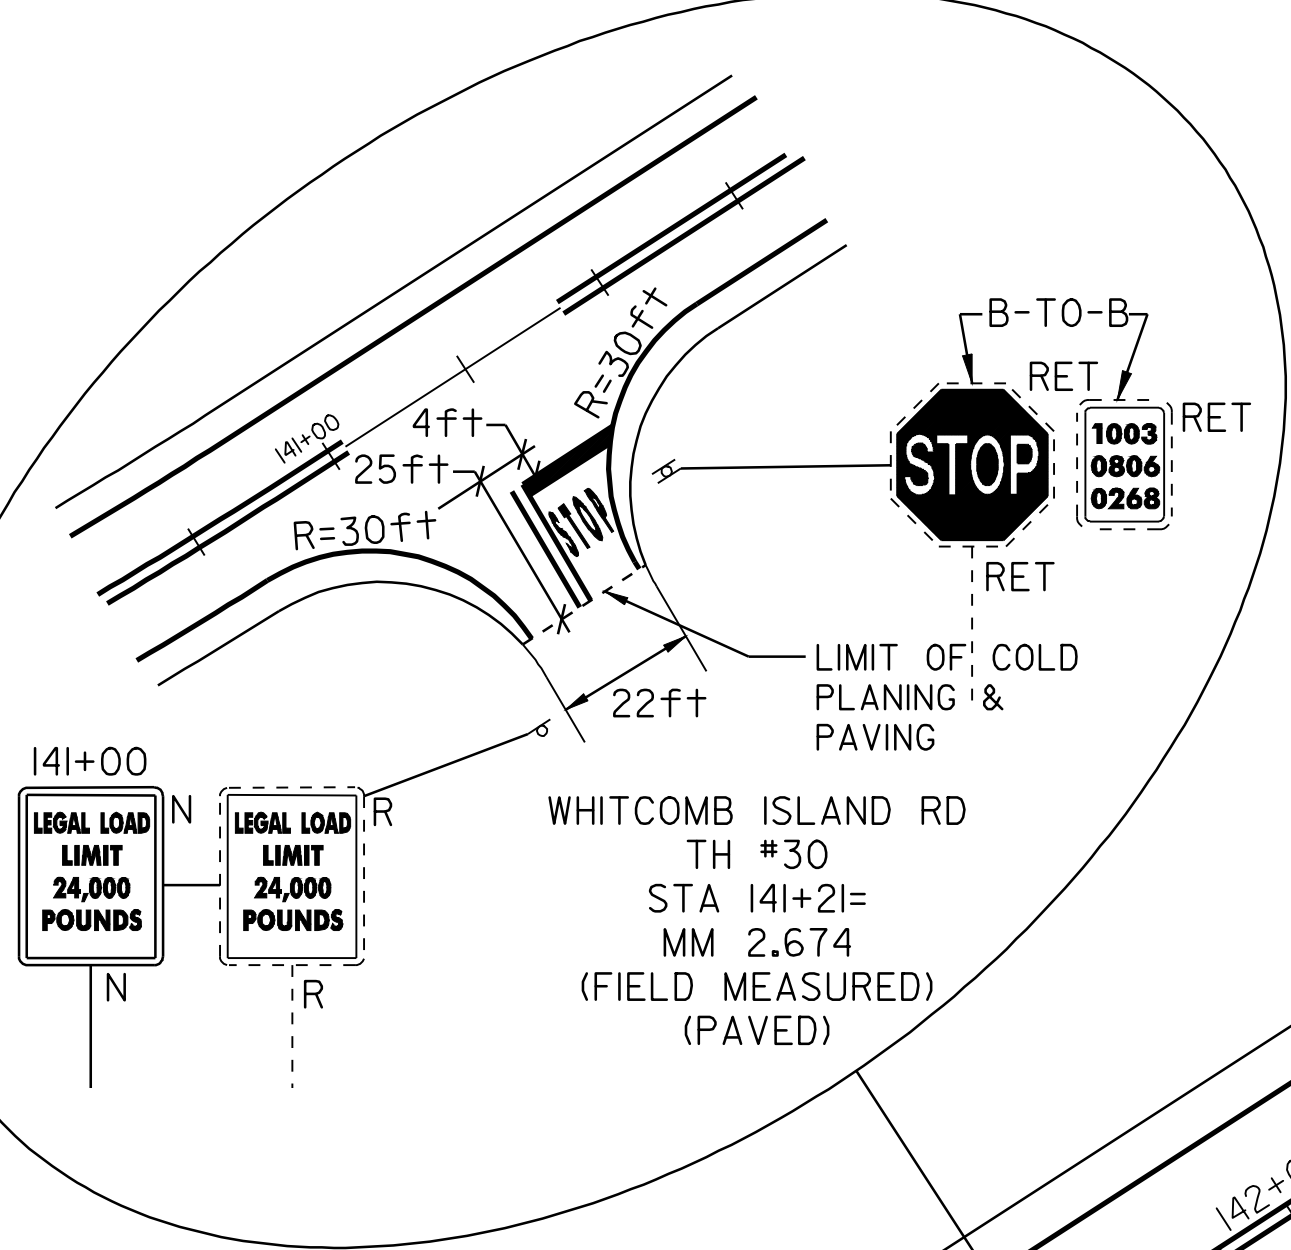 B-TO-B
RET
RET
STOP
1003
0806
0268
RET
R=30ft
4ft
141+00
25ft
R=30ft
STOP
LIMIT OF COLD
PLANING &
PAVING
22ft
141+00
N
R
LEGAL LOAD
LIMIT
24,000
POUNDS
LEGAL LOAD
LIMIT
24,000
POUNDS
N
R
WHITCOMB ISLAND RD
TH #30
STA 141+21=
MM 2.674
(FIELD MEASURED)
(PAVED)